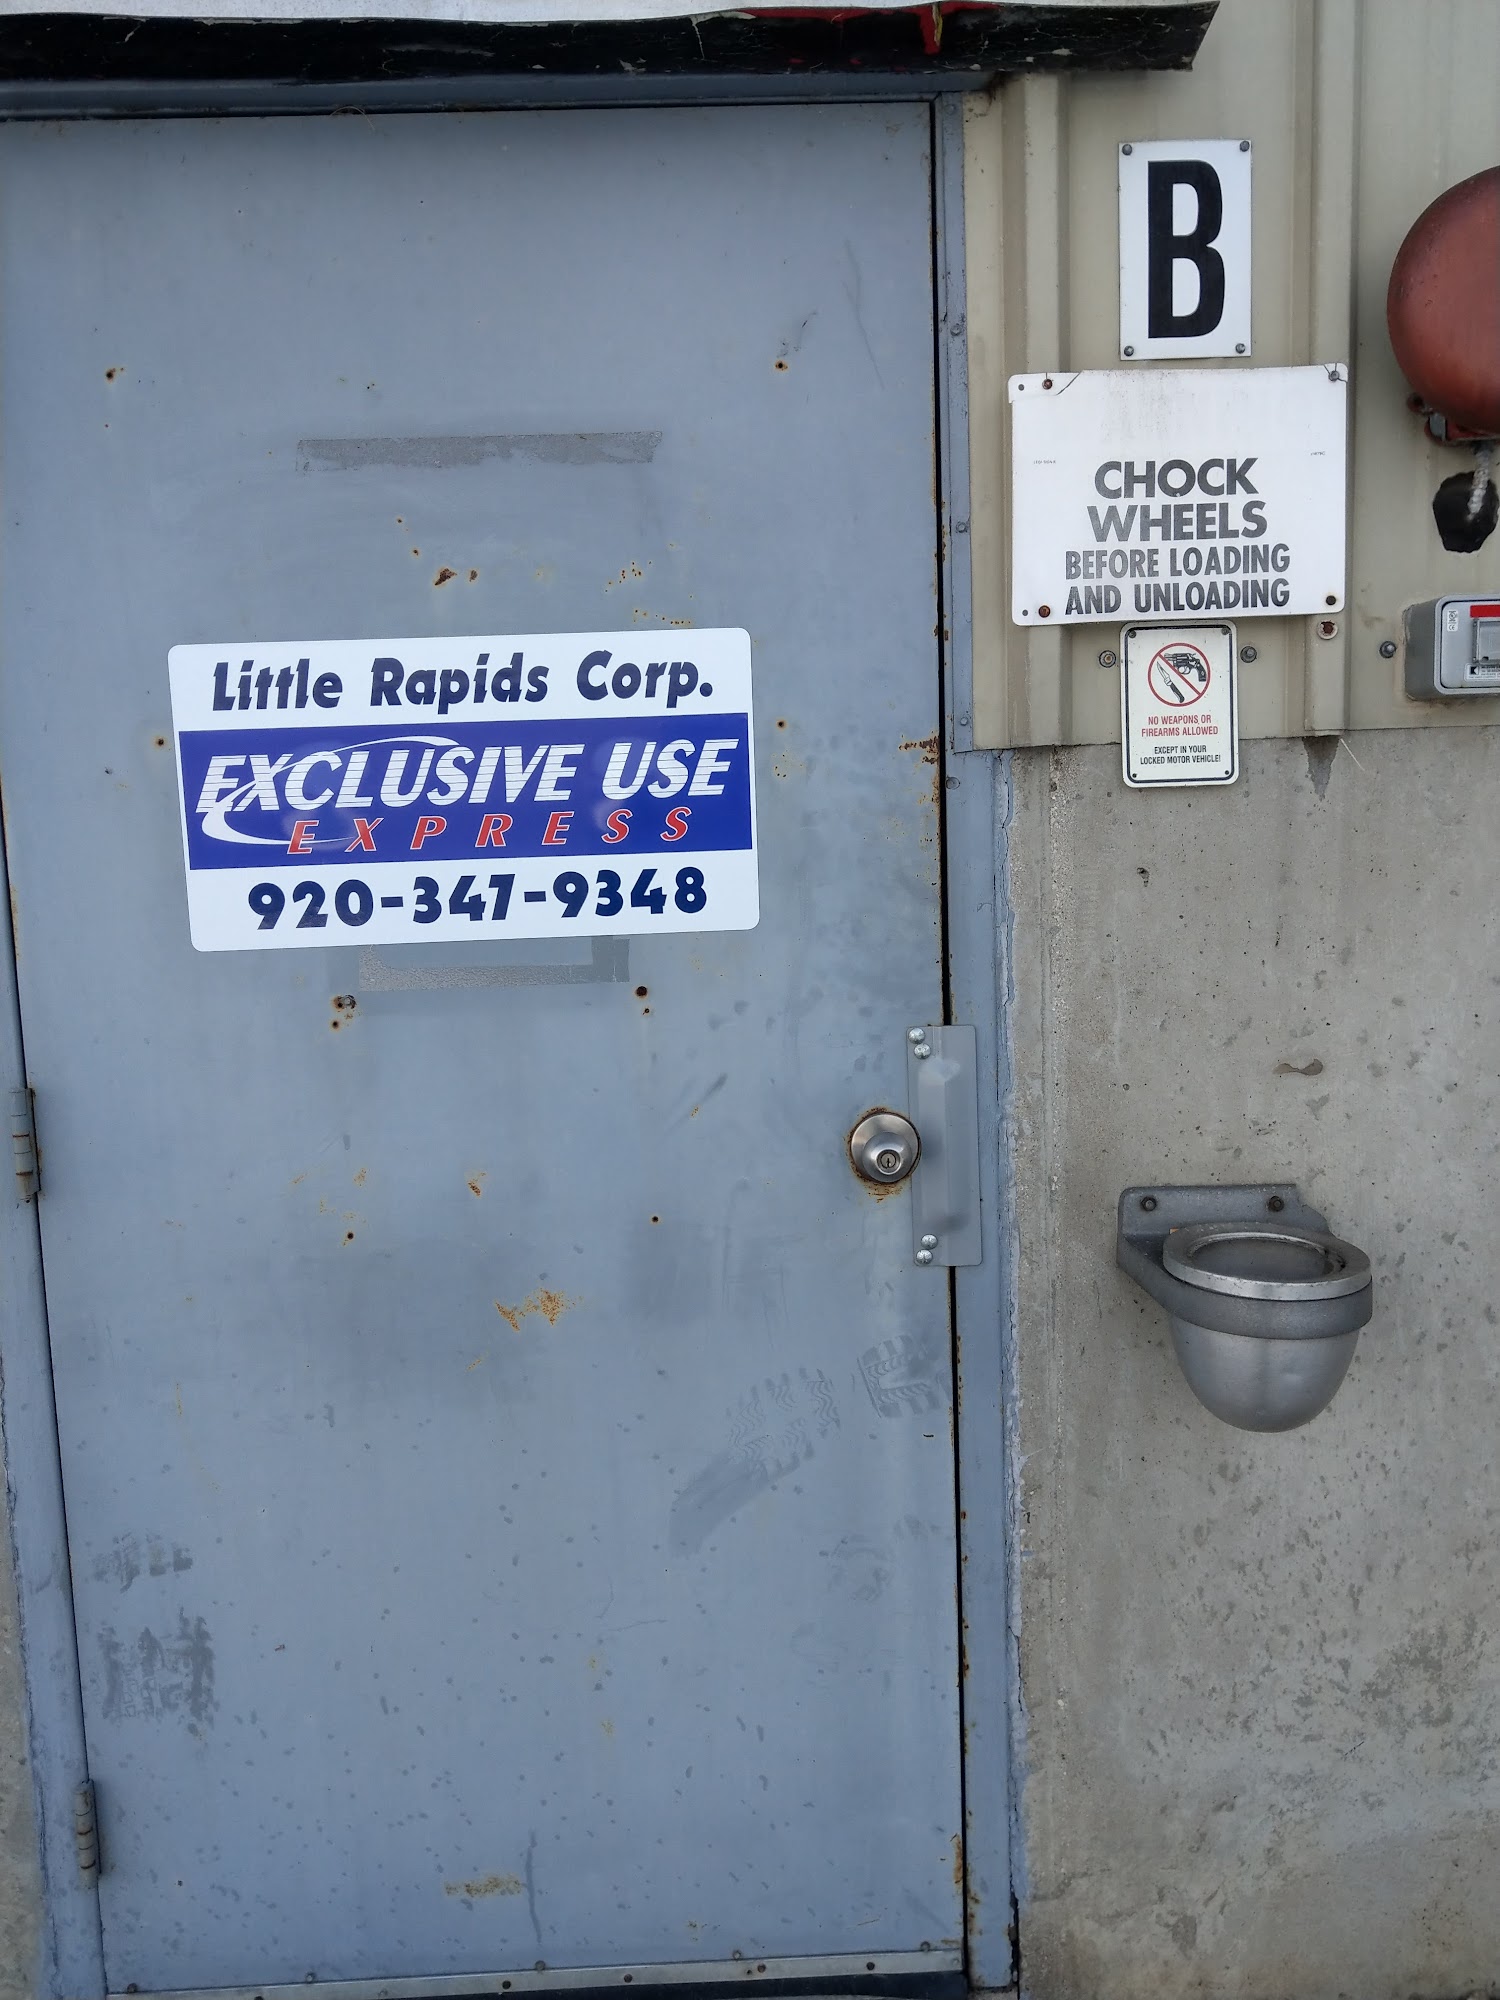 Little Rapids Corp.
EXCLUSIVE USE
EXPRESS
920-347-9348
B
CHOCK
WHEELS
BEFORE LOADING
AND UNLOADING
NO WEAPONS OR
FIREARMS ALLOWED
EXCEPT IN YOUR
LOCKED MOTOR VEHICLE!